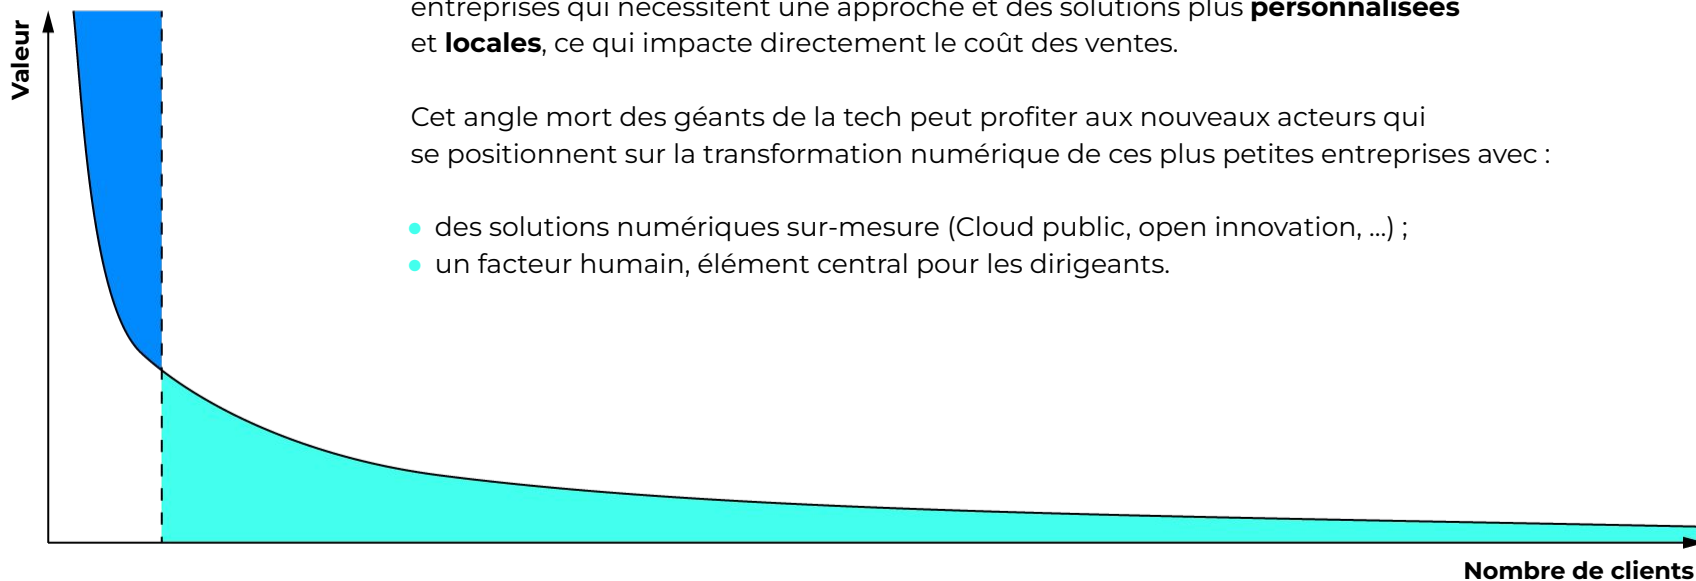 entreprises qui nécessitent une approche et des solutions plus personnalisées
et locales, ce qui impacte directement le coût des ventes.
Cet angle mort des géants de la tech peut profiter aux nouveaux acteurs qui
se positionnent sur la transformation numérique de ces plus petites entreprises avec :
des solutions numériques sur-mesure (Cloud public, open innovation, ...) ;
un facteur humain, élément central pour les dirigeants.
Valeur
Nombre de clients